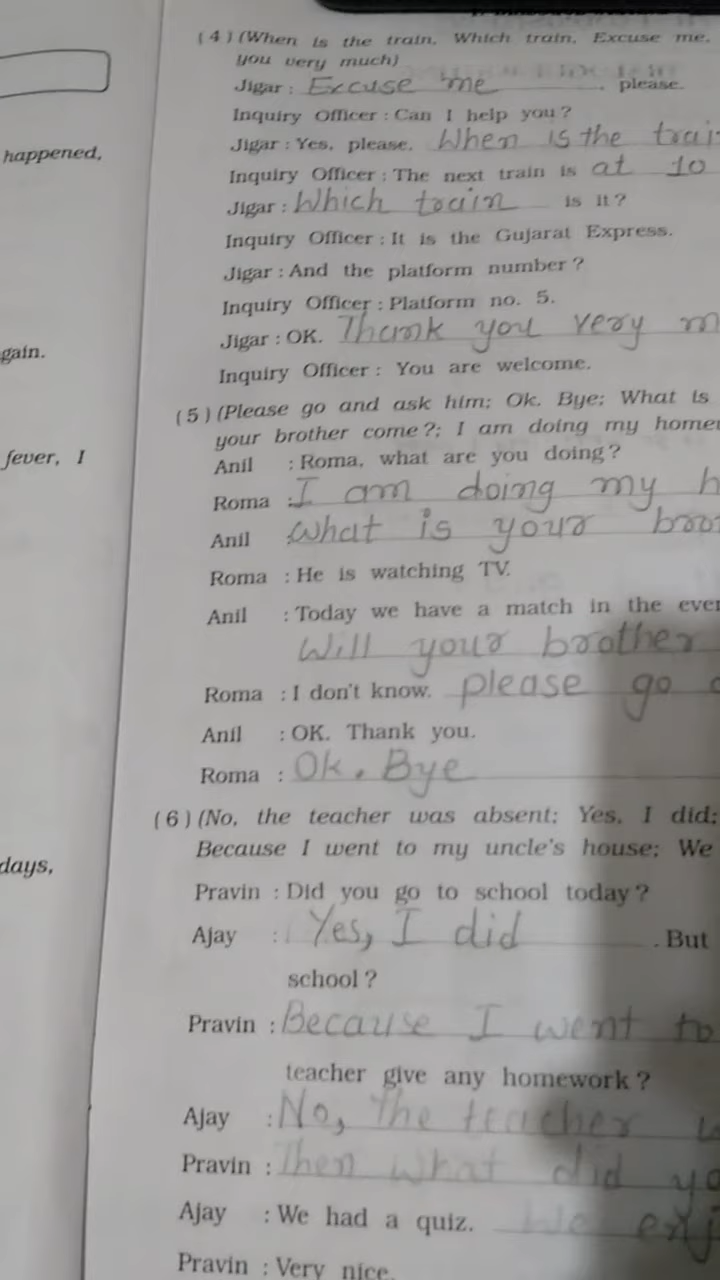 (4) (When is the train, Which train, Excuse me,
you very much)
Jigar : Excuse me . please.
Inquiry Officer : Can I help you?
happened,
Jigar : Yes, please. When is the trai
Inquiry Officer : The next train is at 10
Jigar : Which train is it?
Inquiry Officer : It is the Gujarat Express.
Jigar : And the platform number?
Inquiry Officer : Platform no. 5.
gain.
Jigar : OK. Thank you very m
Inquiry Officer : You are welcome.
(5) (Please go and ask him; Ok. Bye; What is
your brother come?; I am doing my home
fever, I
Anil : Roma, what are you doing?
Roma : I am doing my h
Anil : What is your bro
Roma : He is watching TV.
Anil : Today we have a match in the eve
Will your brother
Roma : I don't know. please go
Anil : OK. Thank you.
Roma : Ok. Bye
(6) (No, the teacher was absent; Yes, I did;
Because I went to my uncle's house; We
days,
Pravin : Did you go to school today?
Ajay : Yes, I did . But
school?
Pravin : Because I went to
teacher give any homework?
Ajay : No, The teacher
Pravin : Then what did yo
Ajay : We had a quiz. We enj
Pravin : Very nice.